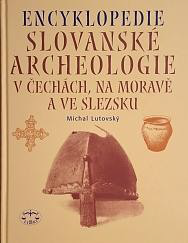 ENCYKLOPEDIE
SLOVANSKÉ
ARCHEOLOGIE
V ČECHÁCH, NA MORAVĚ
A VE SLEZSKU
Michal Lutovský